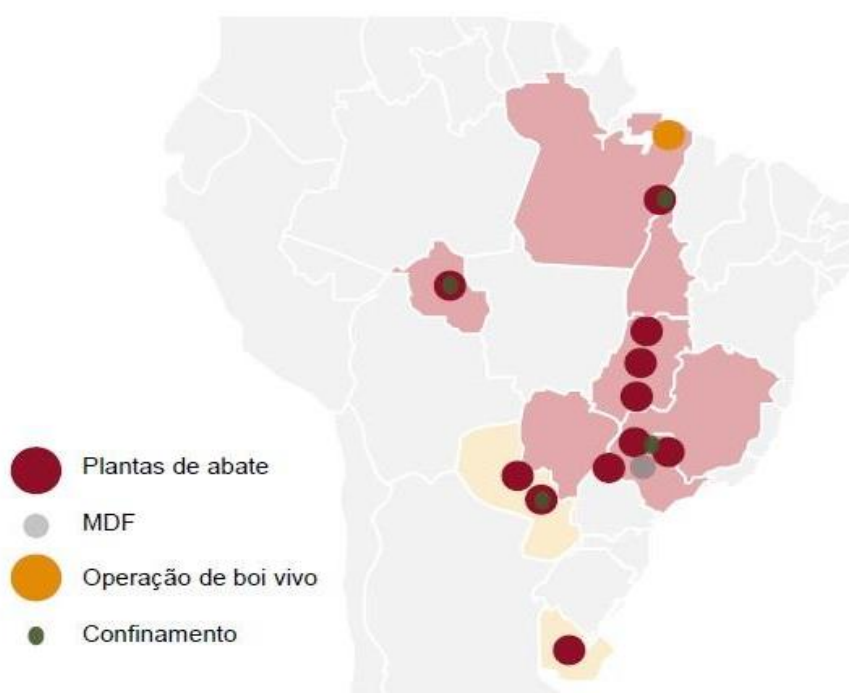 Plantas de abate
MDF
Operação de boi vivo
Confinamento